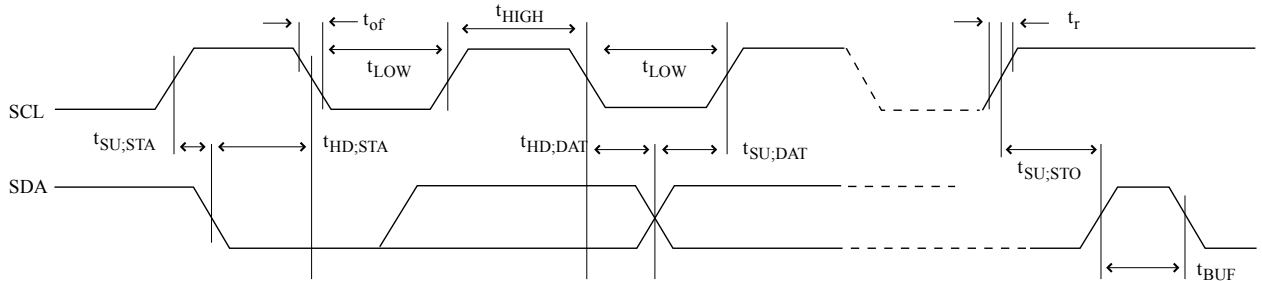 t_of
t_HIGH
t_r
t_LOW
t_LOW
SCL
t_SU;STA
t_HD;STA
t_HD;DAT
t_SU;DAT
t_SU;STO
SDA
t_BUF